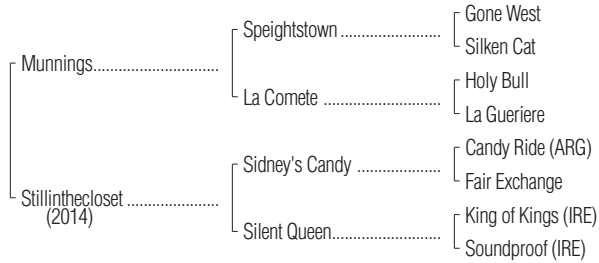 Gone West
Speightstown
Silken Cat
Munnings
Holy Bull
La Comete
La Gueriere
Candy Ride (ARG)
Sidney's Candy
Fair Exchange
Stillinthecloset
(2014)
King of Kings (IRE)
Silent Queen
Soundproof (IRE)